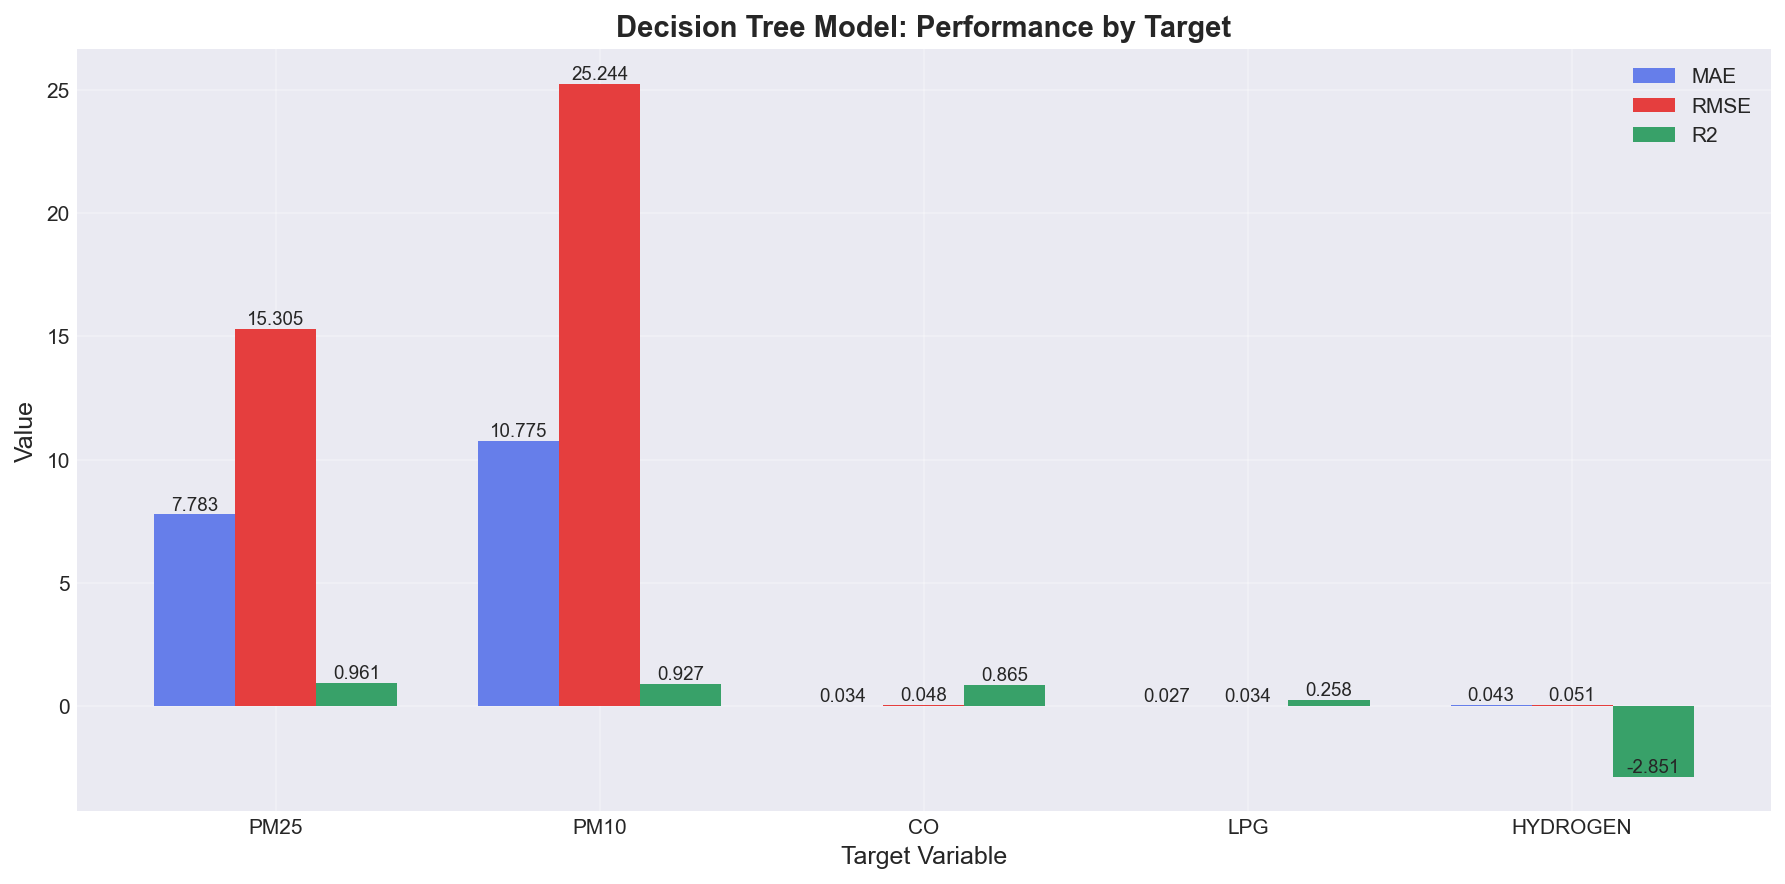 Decision Tree Model: Performance by Target
MAE
RMSE
R2
Value
25
20
15
10
5
0
7.783
15.305
0.961
10.775
25.244
0.927
0.034
0.048
0.865
0.027
0.034
0.258
0.043
0.051
-2.851
PM25
PM10
CO
LPG
HYDROGEN
Target Variable